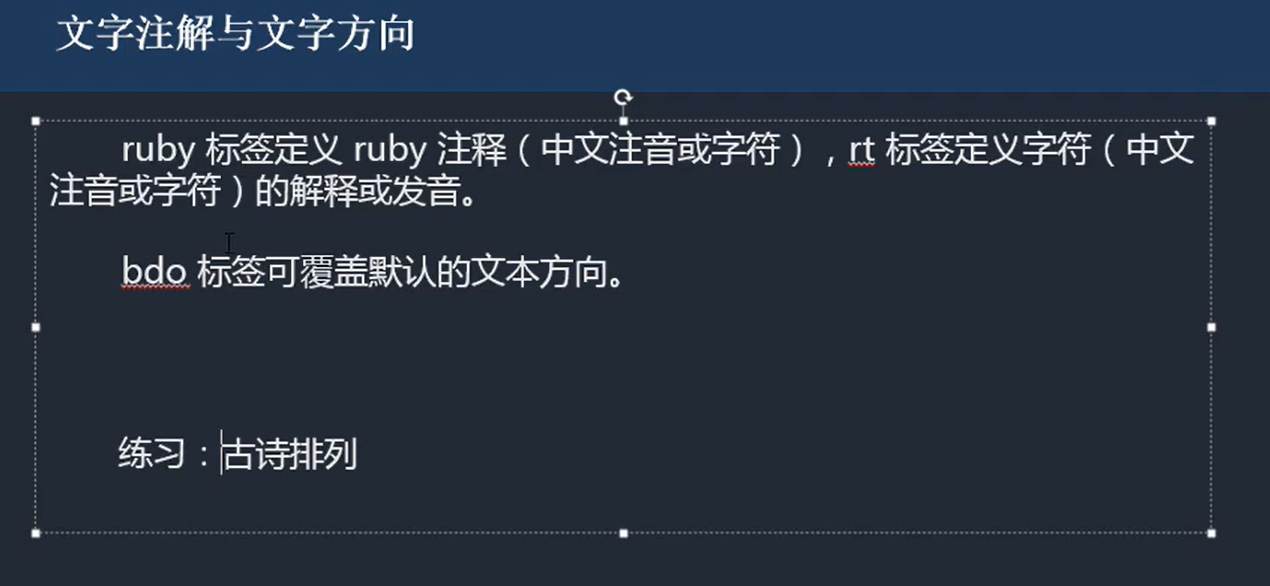 文字注解与文字方向
ruby 标签定义 ruby 注释（中文注音或字符），rt 标签定义字符（中文
注音或字符）的解释或发音。
bdo 标签可覆盖默认的文本方向。
练习：古诗排列